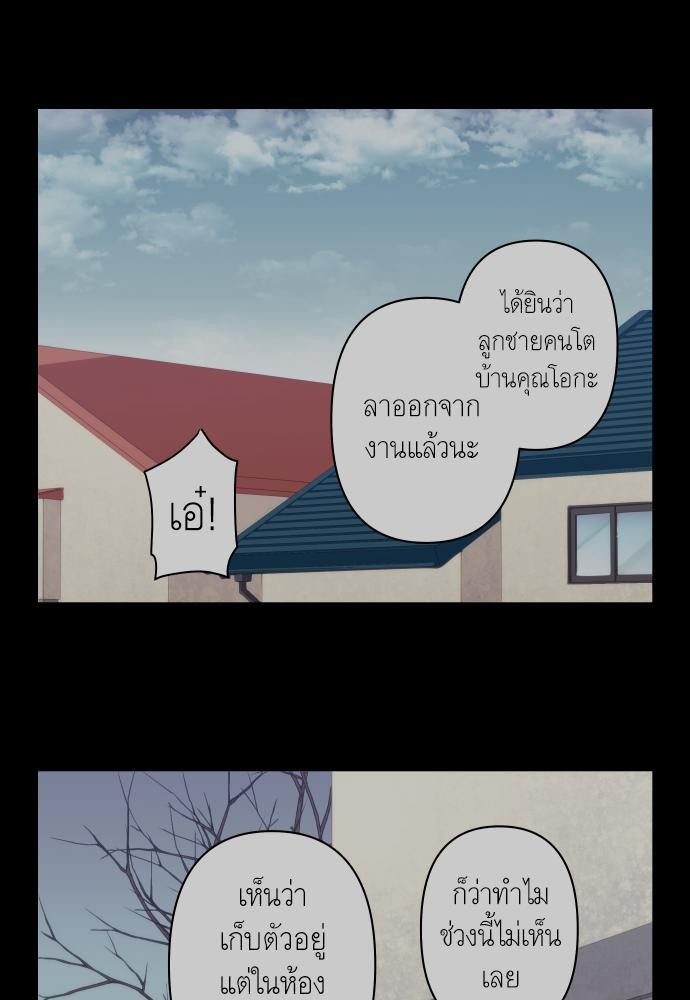 ได้ยินว่า
ลูกชายคนโต
บ้านคุณโอกะ
ลาออกจาก
งานแล้วนะ
เอ๋!
ก็ว่าทำไม
ช่วงนี้ไม่เห็น
เลย
เห็นว่า
เก็บตัวอยู่
แต่ในห้อง